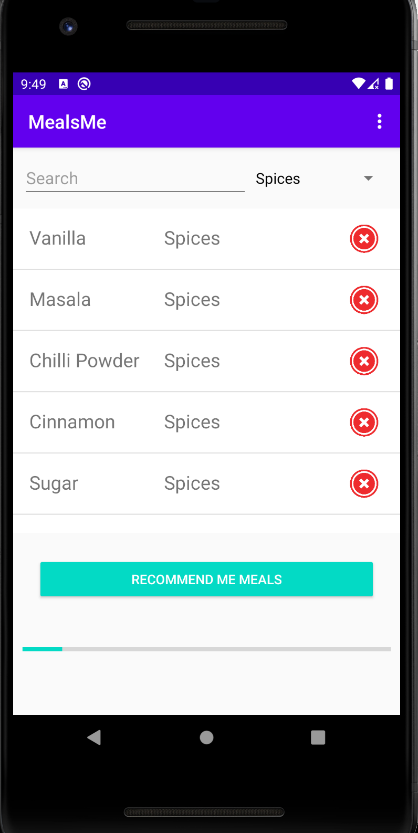 9:49
MealsMe
Search Spices
Vanilla Spices
Masala Spices
Chilli Powder Spices
Cinnamon Spices
Sugar Spices
RECOMMEND ME MEALS